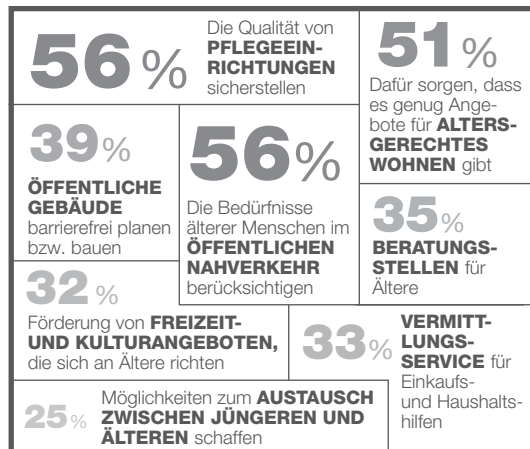 56 %
Die Qualität von
PFLEGEEIN-
RICHTUNGEN
sicherstellen
51 %
Dafür sorgen, dass
es genug Ange-
bote für ALTERS-
GERECHTES
WOHNEN gibt
39 %
ÖFFENTLICHE
GEBÄUDE
barrierefrei planen
bzw. bauen
56 %
Die Bedürfnisse
älterer Menschen im
ÖFFENTLICHEN
NAHVERKEHR
berücksichtigen
35 %
BERATUNGS-
STELLEN für
Ältere
32 %
Förderung von FREIZEIT-
UND KULTURANGEBOTEN,
die sich an Ältere richten
33 %
VERMITT-
LUNGS-
SERVICE für
Einkaufs-
und Haushalts-
hilfen
25 %
Möglichkeiten zum AUSTAUSCH
ZWISCHEN JÜNGEREN UND
ÄLTEREN schaffen